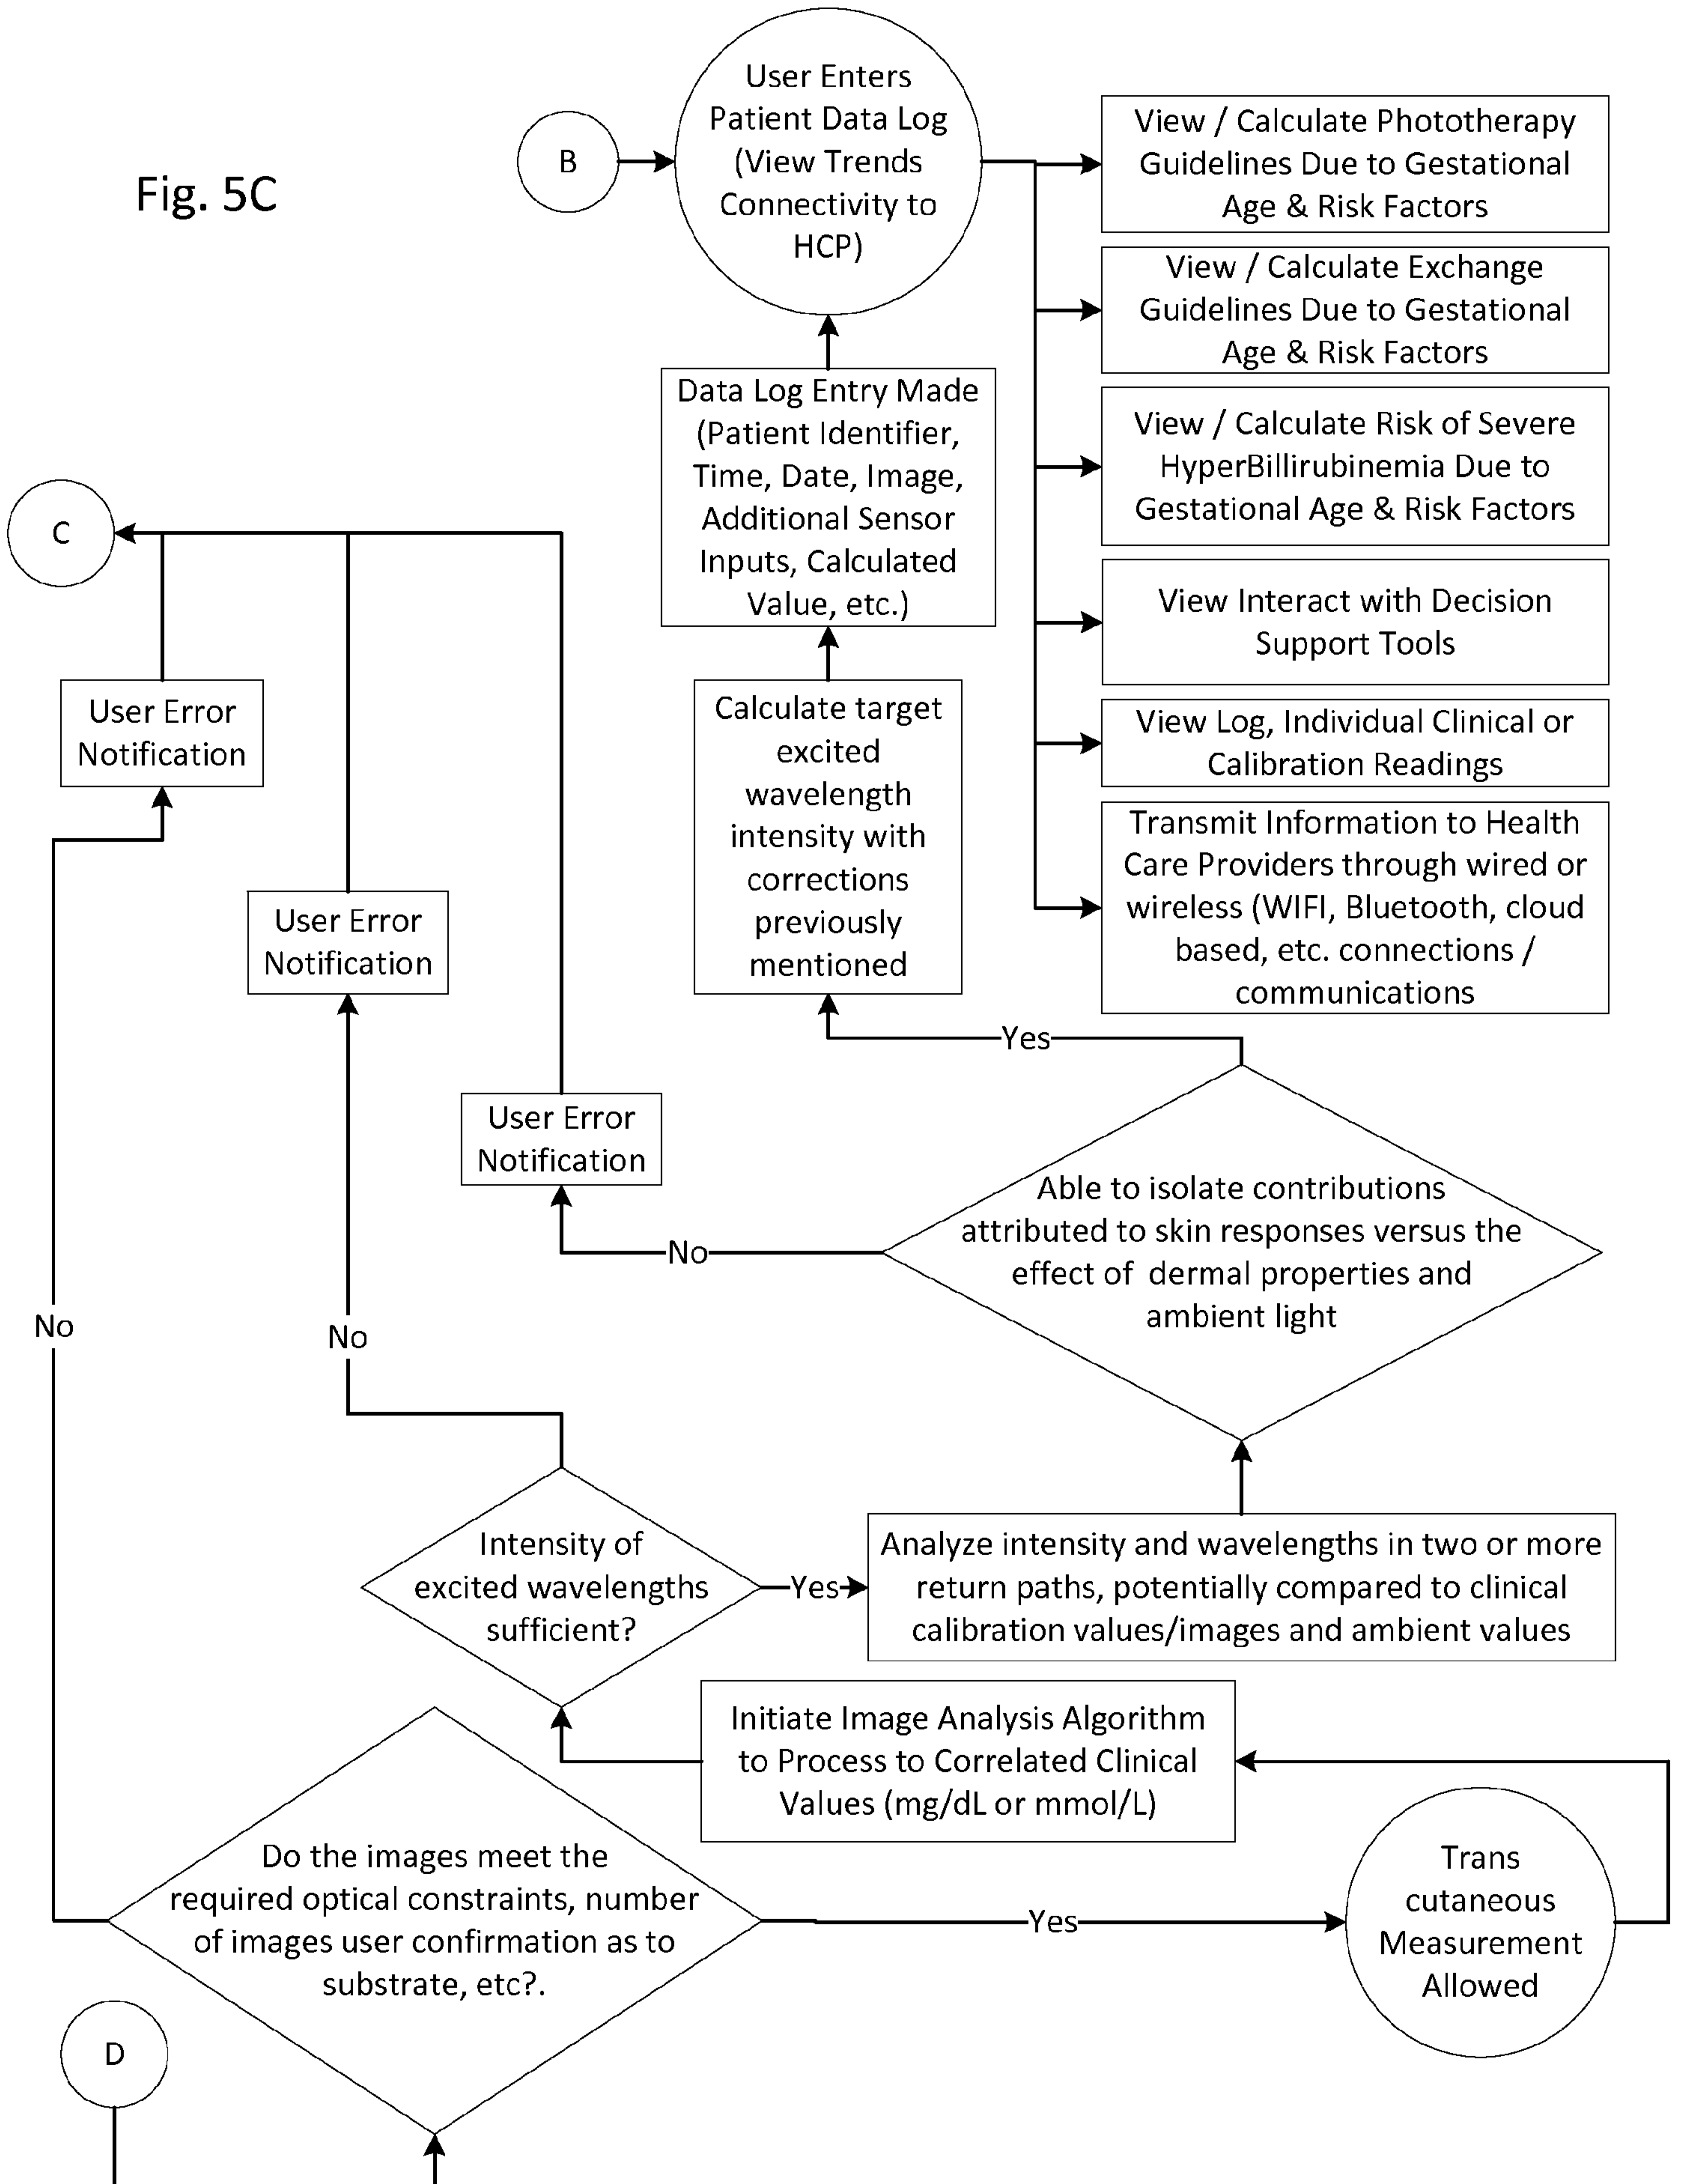 Fig. 5C
B
User Enters
Patient Data Log
(View Trends
Connectivity to
HCP)
View / Calculate Phototherapy
Guidelines Due to Gestational
Age & Risk Factors
View / Calculate Exchange
Guidelines Due to Gestational
Age & Risk Factors
View / Calculate Risk of Severe
HyperBillirubinemia Due to
Gestational Age & Risk Factors
View Interact with Decision
Support Tools
View Log, Individual Clinical or
Calibration Readings
Transmit Information to Health
Care Providers through wired or
wireless (WIFI, Bluetooth, cloud
based, etc. connections /
communications
Data Log Entry Made
(Patient Identifier,
Time, Date, Image,
Additional Sensor
Inputs, Calculated
Value, etc.)
C
User Error
Notification
Calculate target
excited
wavelength
intensity with
corrections
previously
mentioned
User Error
Notification
Yes
User Error
Notification
Able to isolate contributions
attributed to skin responses versus the
effect of dermal properties and
ambient light
No
No
No
Intensity of
excited wavelengths
sufficient?
Yes
Analyze intensity and wavelengths in two or more
return paths, potentially compared to clinical
calibration values/images and ambient values
Initiate Image Analysis Algorithm
to Process to Correlated Clinical
Values (mg/dL or mmol/L)
Do the images meet the
required optical constraints, number
of images user confirmation as to
substrate, etc?.
Yes
Trans
cutaneous
Measurement
Allowed
D